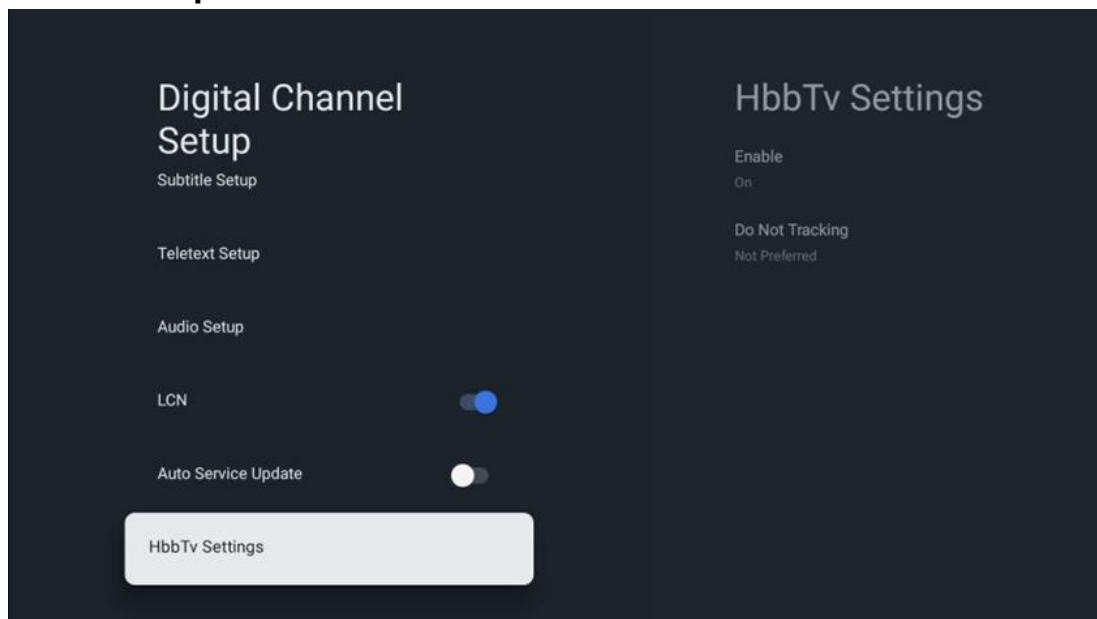 Digital Channel
Setup
Subtitle Setup
Teletext Setup
Audio Setup
LCN
Auto Service Update
HbbTv Settings
HbbTv Settings
Enable
On
Do Not Tracking
Not Preferred